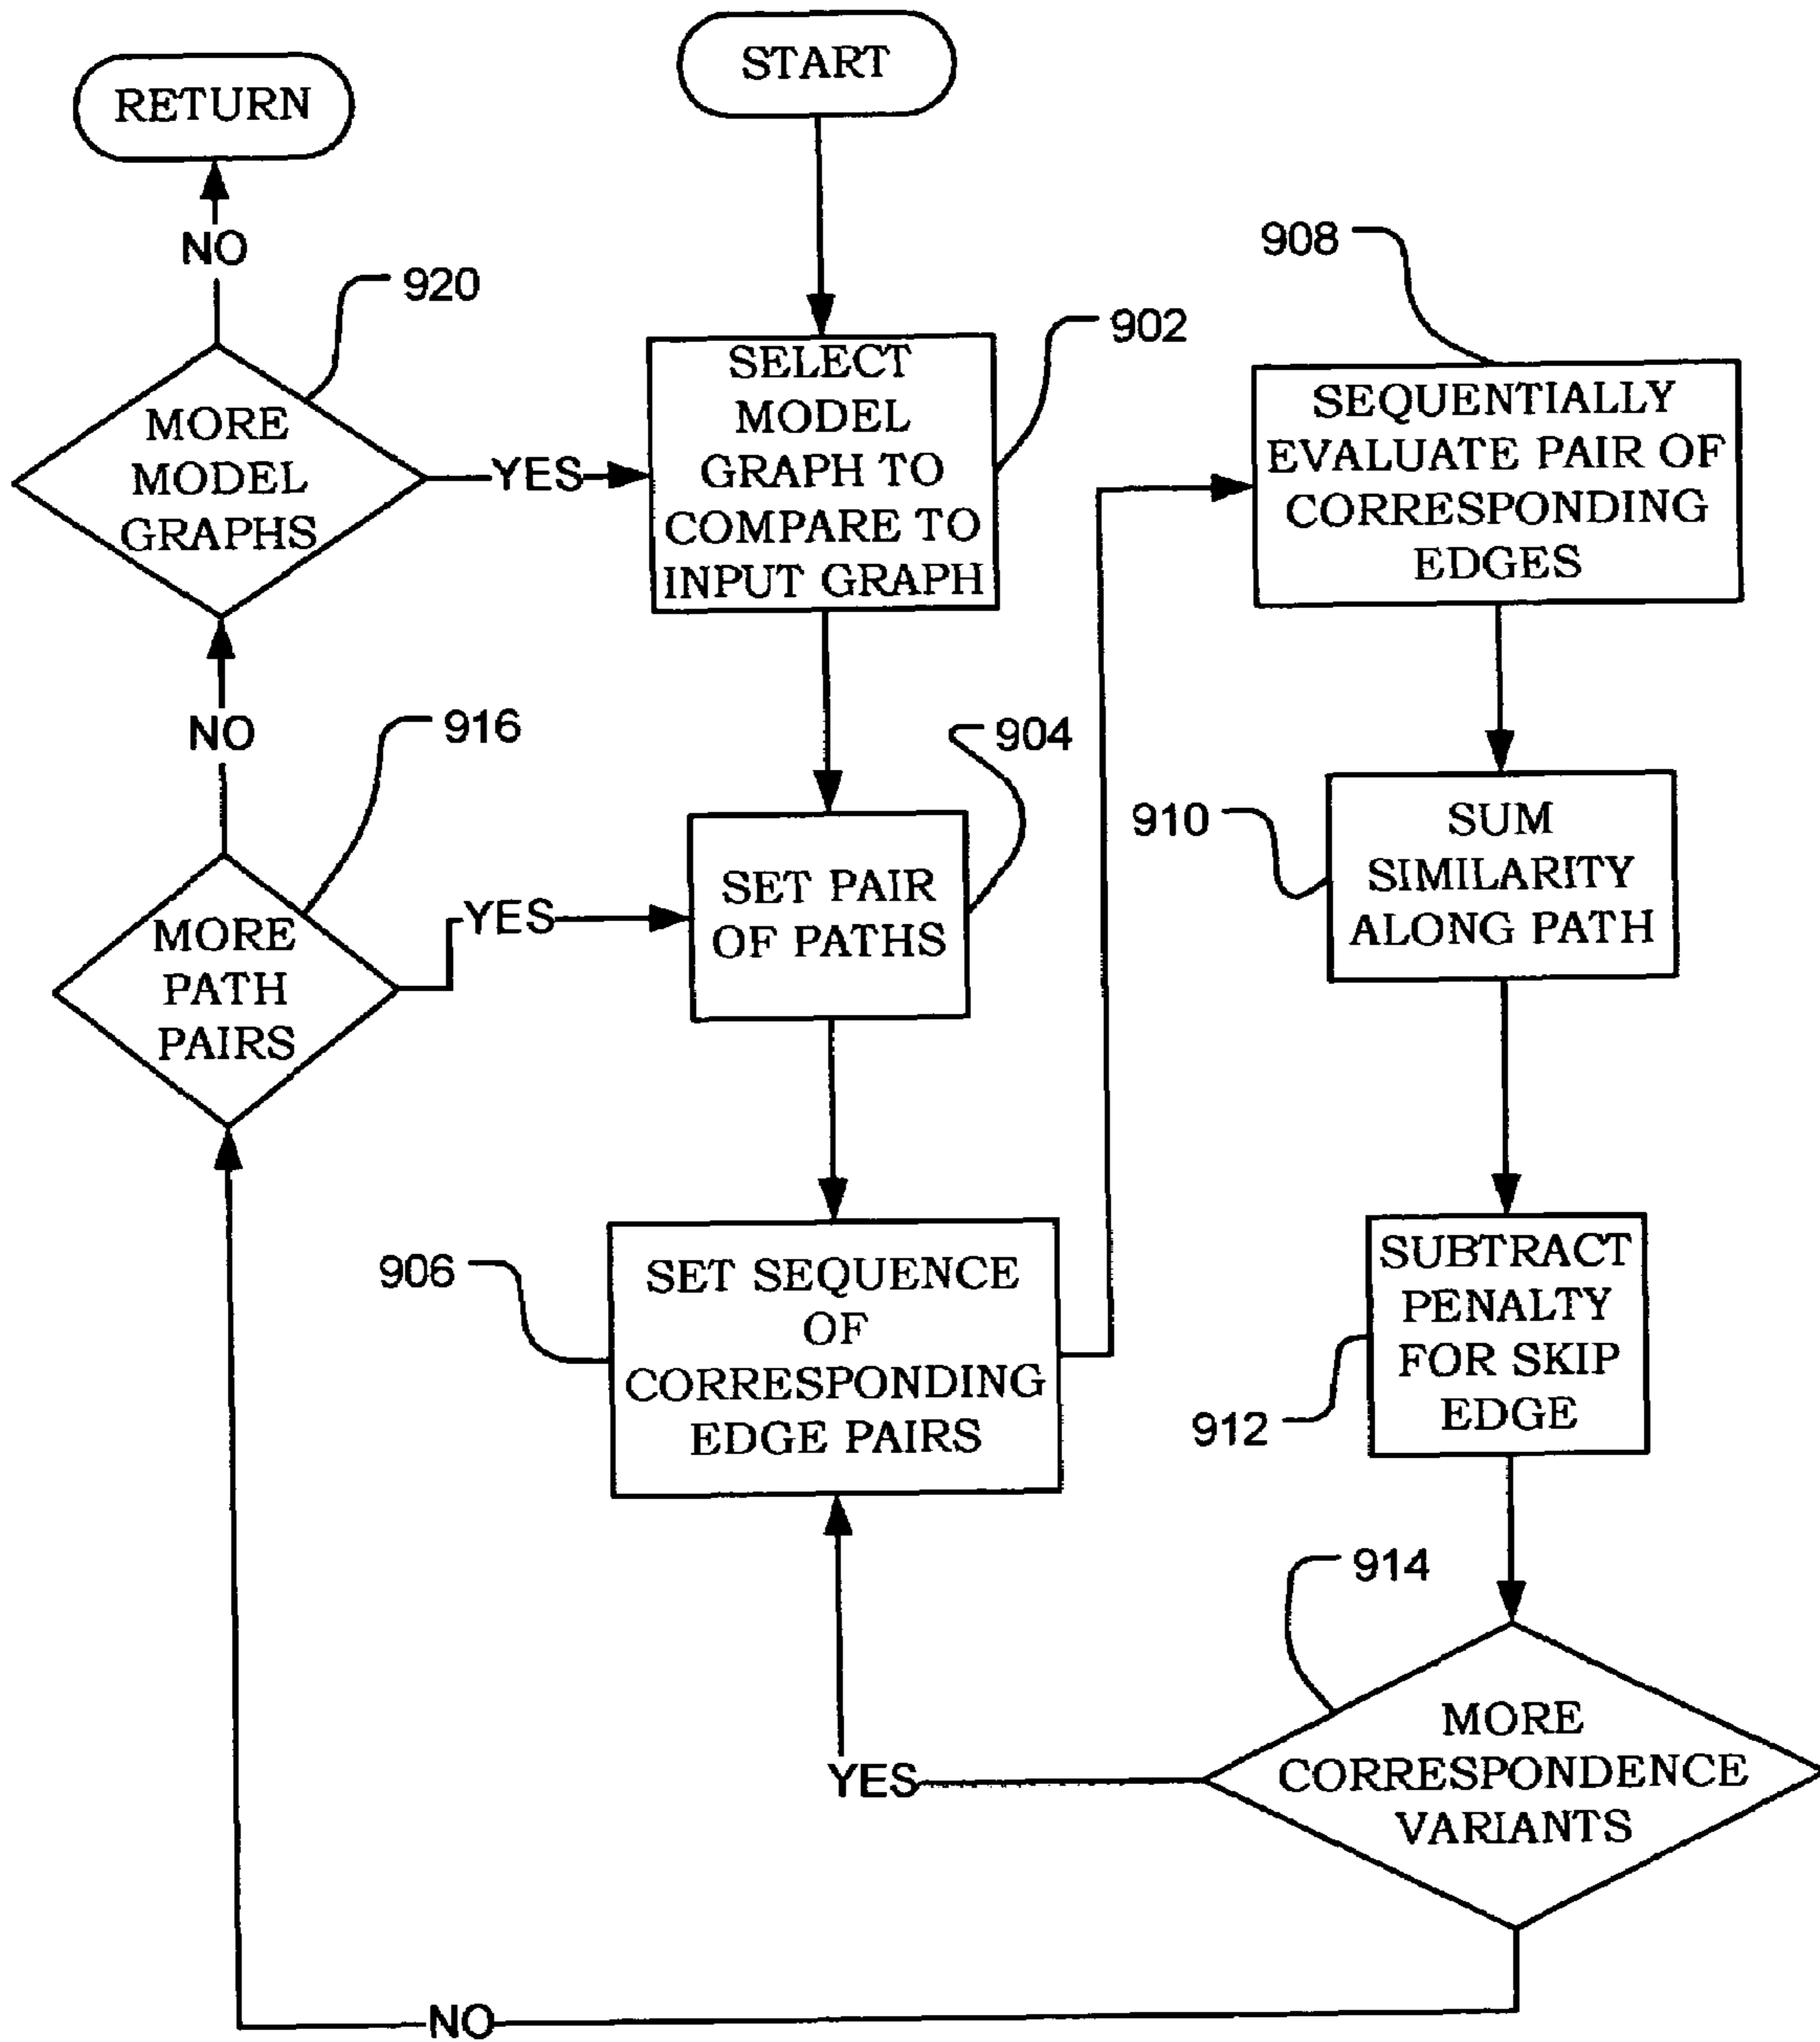 START
RETURN
NO
920
MORE
MODEL
GRAPHS
YES
902
SELECT
MODEL
GRAPH TO
COMPARE TO
INPUT GRAPH
908
SEQUENTIALLY
EVALUATE PAIR OF
CORRESPONDING
EDGES
NO
916
MORE
PATH
PAIRS
YES
904
SET PAIR
OF PATHS
910
SUM
SIMILARITY
ALONG PATH
906
SET SEQUENCE
OF
CORRESPONDING
EDGE PAIRS
912
SUBTRACT
PENALTY
FOR SKIP
EDGE
914
MORE
CORRESPONDENCE
VARIANTS
YES
NO